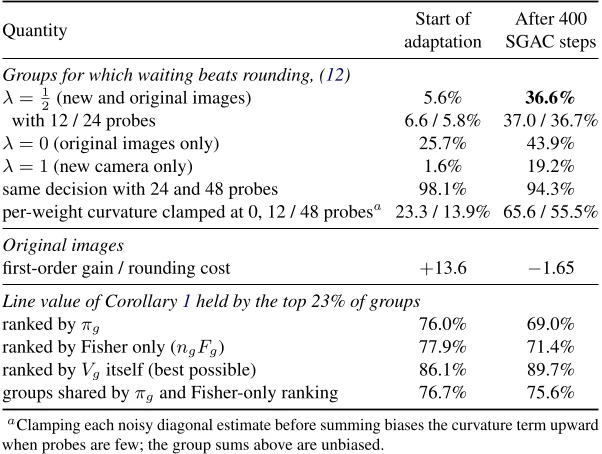 Quantity Start of adaptation After 400 SGAC steps
Groups for which waiting beats rounding, (12)
λ = 1/2 (new and original images) 5.6% 36.6%
with 12 / 24 probes 6.6 / 5.8% 37.0 / 36.7%
λ = 0 (original images only) 25.7% 43.9%
λ = 1 (new camera only) 1.6% 19.2%
same decision with 24 and 48 probes 98.1% 94.3%
per-weight curvature clamped at 0, 12 / 48 probesᵃ 23.3 / 13.9% 65.6 / 55.5%
Original images
first-order gain / rounding cost +13.6 −1.65
Line value of Corollary 1 held by the top 23% of groups
ranked by π_g 76.0% 69.0%
ranked by Fisher only (n_g F_g) 77.9% 71.4%
ranked by V_g itself (best possible) 86.1% 89.7%
groups shared by π_g and Fisher-only ranking 76.7% 75.6%
ᵃClamping each noisy diagonal estimate before summing biases the curvature term upward
when probes are few; the group sums above are unbiased.